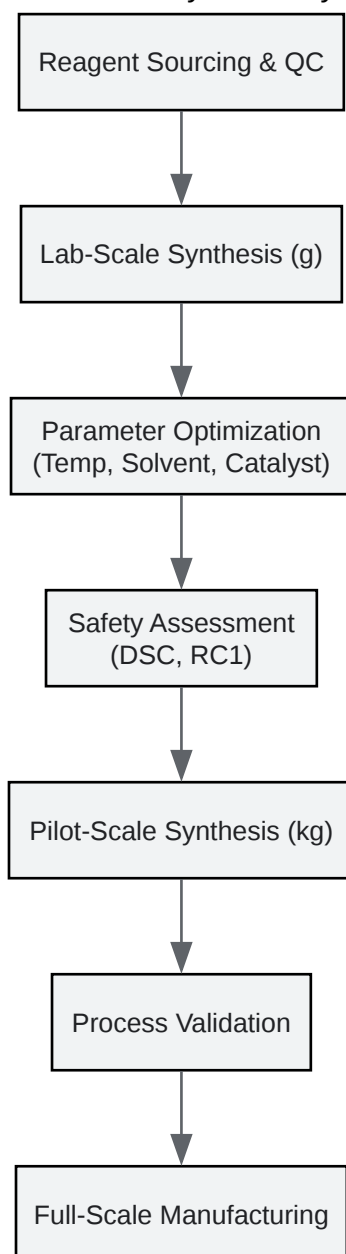 Reagent Sourcing & QC
Lab-Scale Synthesis (g)
Parameter Optimization
(Temp, Solvent, Catalyst)
Safety Assessment
(DSC, RC1)
Pilot-Scale Synthesis (kg)
Process Validation
Full-Scale Manufacturing